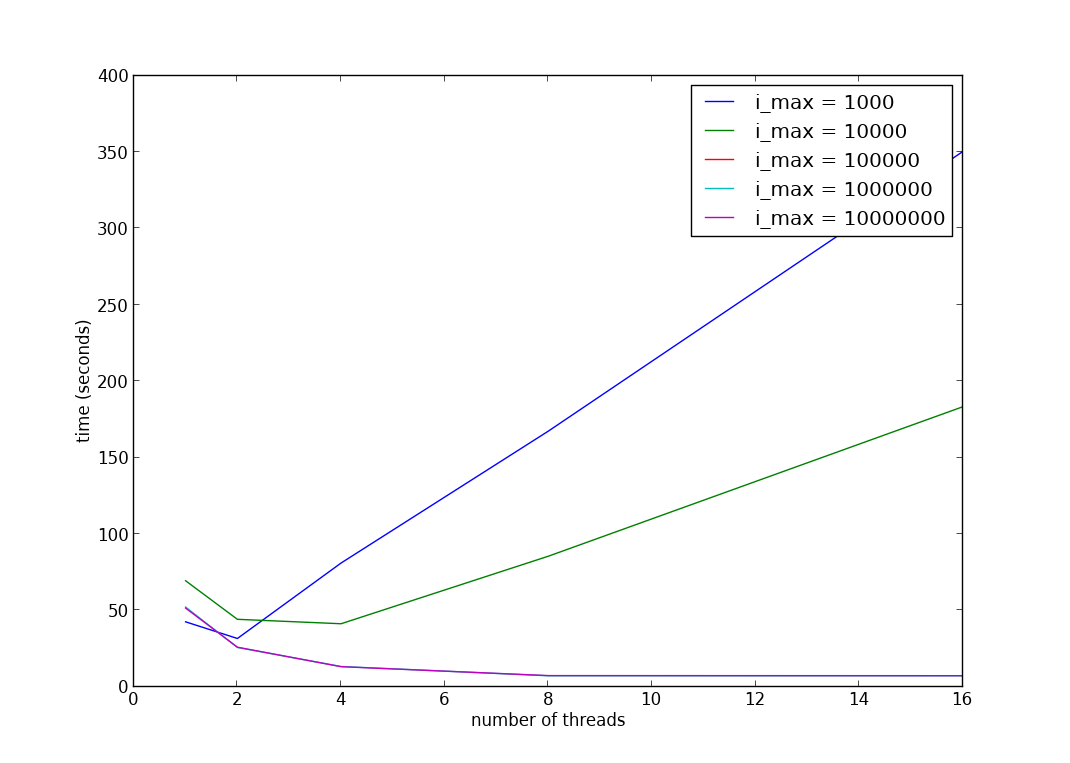 400
350
300
250
200
150
100
50
0
time (seconds)
i_max = 1000
i_max = 10000
i_max = 100000
i_max = 1000000
i_max = 10000000
0 2 4 6 8 10 12 14 16
number of threads